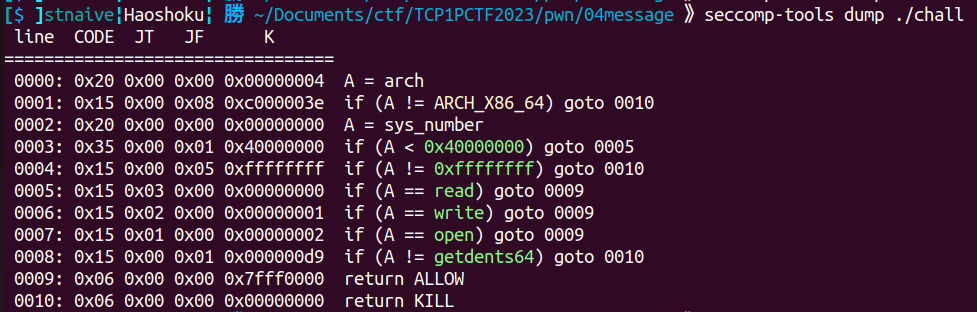 [$ ]stnaive¦Haoshoku¦ 勝 ~/Documents/ctf/TCP1PCTF2023/pwn/04message 》 seccomp-tools dump ./chall
 line  CODE  JT   JF      K
=================================
 0000: 0x20 0x00 0x00 0x00000004  A = arch
 0001: 0x15 0x00 0x08 0xc000003e  if (A != ARCH_X86_64) goto 0010
 0002: 0x20 0x00 0x00 0x00000000  A = sys_number
 0003: 0x35 0x00 0x01 0x40000000  if (A < 0x40000000) goto 0005
 0004: 0x15 0x00 0x05 0xffffffff  if (A != 0xffffffff) goto 0010
 0005: 0x15 0x03 0x00 0x00000000  if (A == read) goto 0009
 0006: 0x15 0x02 0x00 0x00000001  if (A == write) goto 0009
 0007: 0x15 0x01 0x00 0x00000002  if (A == open) goto 0009
 0008: 0x15 0x00 0x01 0x000000d9  if (A != getdents64) goto 0010
 0009: 0x06 0x00 0x00 0x7fff0000  return ALLOW
 0010: 0x06 0x00 0x00 0x00000000  return KILL